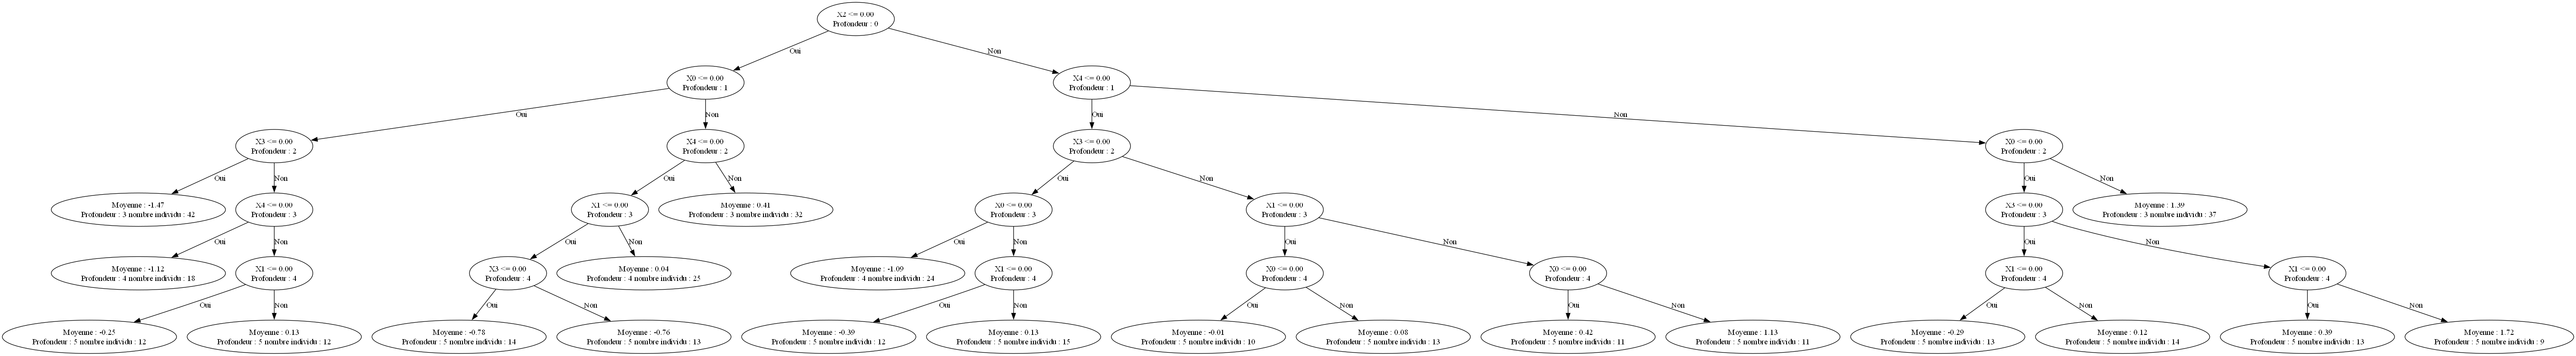 X2 <= 0.00
Profondeur : 0
Oui
Non
X0 <= 0.00
Profondeur : 1
X4 <= 0.00
Profondeur : 1
Oui
Non
Oui
Non
X3 <= 0.00
Profondeur : 2
X4 <= 0.00
Profondeur : 2
X3 <= 0.00
Profondeur : 2
X0 <= 0.00
Profondeur : 2
Oui
Non
Oui
Non
Oui
Non
Oui
Non
Moyenne : -1.47
Profondeur : 3 nombre individu : 42
X4 <= 0.00
Profondeur : 3
X1 <= 0.00
Profondeur : 3
Moyenne : 0.41
Profondeur : 3 nombre individu : 32
X0 <= 0.00
Profondeur : 3
X1 <= 0.00
Profondeur : 3
X3 <= 0.00
Profondeur : 3
Moyenne : 1.39
Profondeur : 3 nombre individu : 37
Oui
Non
Oui
Non
Oui
Non
Oui
Non
Oui
Non
Moyenne : -1.12
Profondeur : 4 nombre individu : 18
X1 <= 0.00
Profondeur : 4
X3 <= 0.00
Profondeur : 4
Moyenne : 0.04
Profondeur : 4 nombre individu : 25
Moyenne : -1.09
Profondeur : 4 nombre individu : 24
X1 <= 0.00
Profondeur : 4
X0 <= 0.00
Profondeur : 4
X0 <= 0.00
Profondeur : 4
X1 <= 0.00
Profondeur : 4
X1 <= 0.00
Profondeur : 4
Oui
Non
Oui
Non
Oui
Non
Oui
Non
Oui
Non
Oui
Non
Oui
Non
Moyenne : -0.25
Profondeur : 5 nombre individu : 12
Moyenne : 0.13
Profondeur : 5 nombre individu : 12
Moyenne : -0.78
Profondeur : 5 nombre individu : 14
Moyenne : -0.76
Profondeur : 5 nombre individu : 13
Moyenne : -0.39
Profondeur : 5 nombre individu : 12
Moyenne : 0.13
Profondeur : 5 nombre individu : 15
Moyenne : -0.01
Profondeur : 5 nombre individu : 10
Moyenne : 0.08
Profondeur : 5 nombre individu : 13
Moyenne : 0.42
Profondeur : 5 nombre individu : 11
Moyenne : 1.13
Profondeur : 5 nombre individu : 11
Moyenne : -0.29
Profondeur : 5 nombre individu : 13
Moyenne : 0.12
Profondeur : 5 nombre individu : 14
Moyenne : 0.39
Profondeur : 5 nombre individu : 13
Moyenne : 1.72
Profondeur : 5 nombre individu : 9